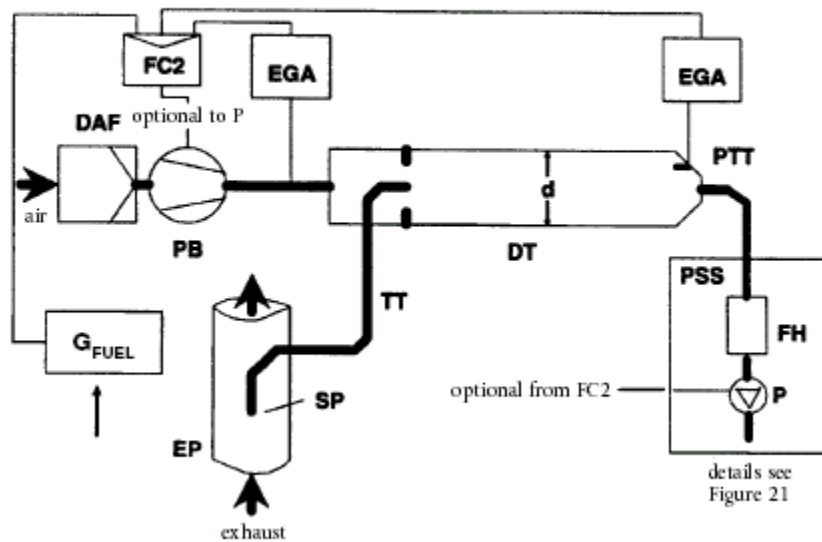 FC2
EGA
EGA
optional to P
DAF
PTT
d
air
PB
DT
PSS
TT
G FUEL
FH
SP
optional from FC2
P
EP
details see
Figure 21
exhaust